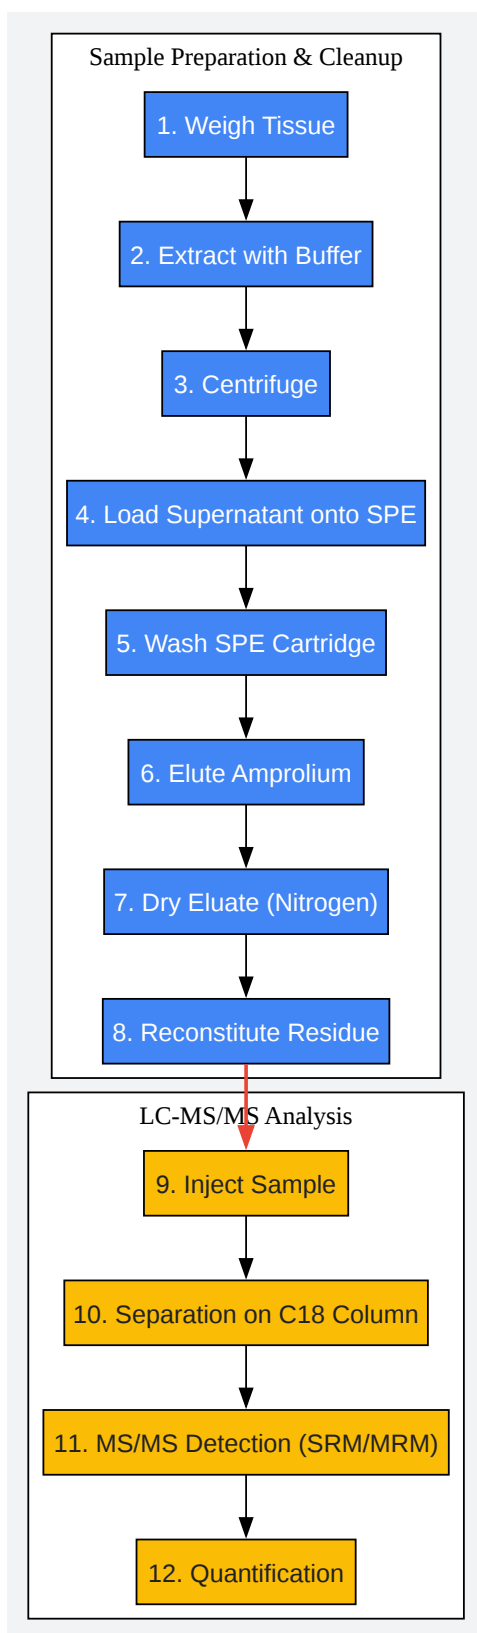 Sample Preparation & Cleanup
1. Weigh Tissue
2. Extract with Buffer
3. Centrifuge
4. Load Supernatant onto SPE
5. Wash SPE Cartridge
6. Elute Amprolium
7. Dry Eluate (Nitrogen)
8. Reconstitute Residue
LC-MS/MS Analysis
9. Inject Sample
10. Separation on C18 Column
11. MS/MS Detection (SRM/MRM)
12. Quantification